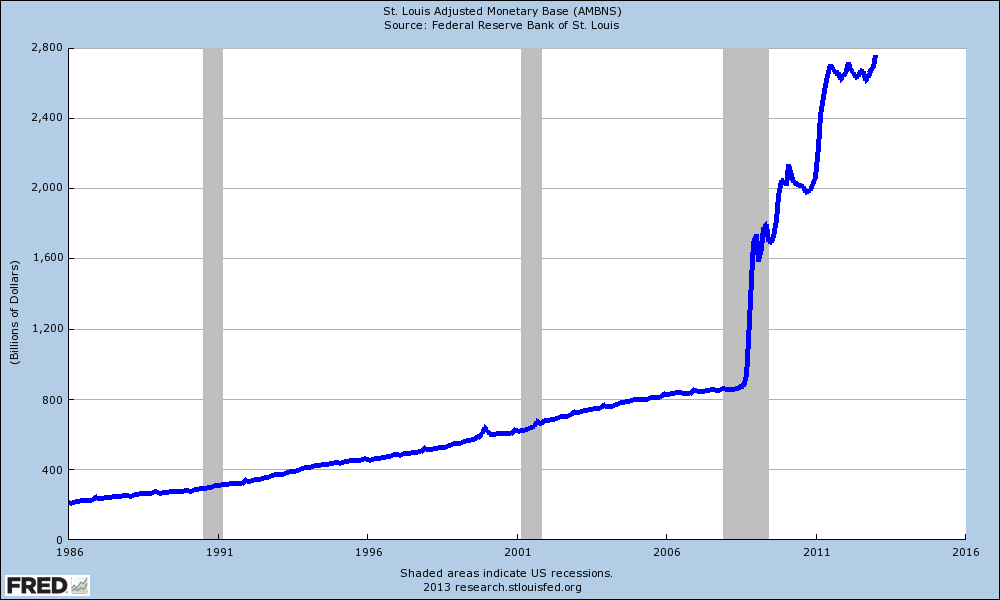 St. Louis Adjusted Monetary Base (AMBNS)
Source: Federal Reserve Bank of St. Louis
2,800
2,400
2,000
1,600
1,200
800
400
0
(Billions of Dollars)
1986
1991
1996
2001
2006
2011
2016
Shaded areas indicate US recessions.
2013 research.stlouisfed.org
FRED